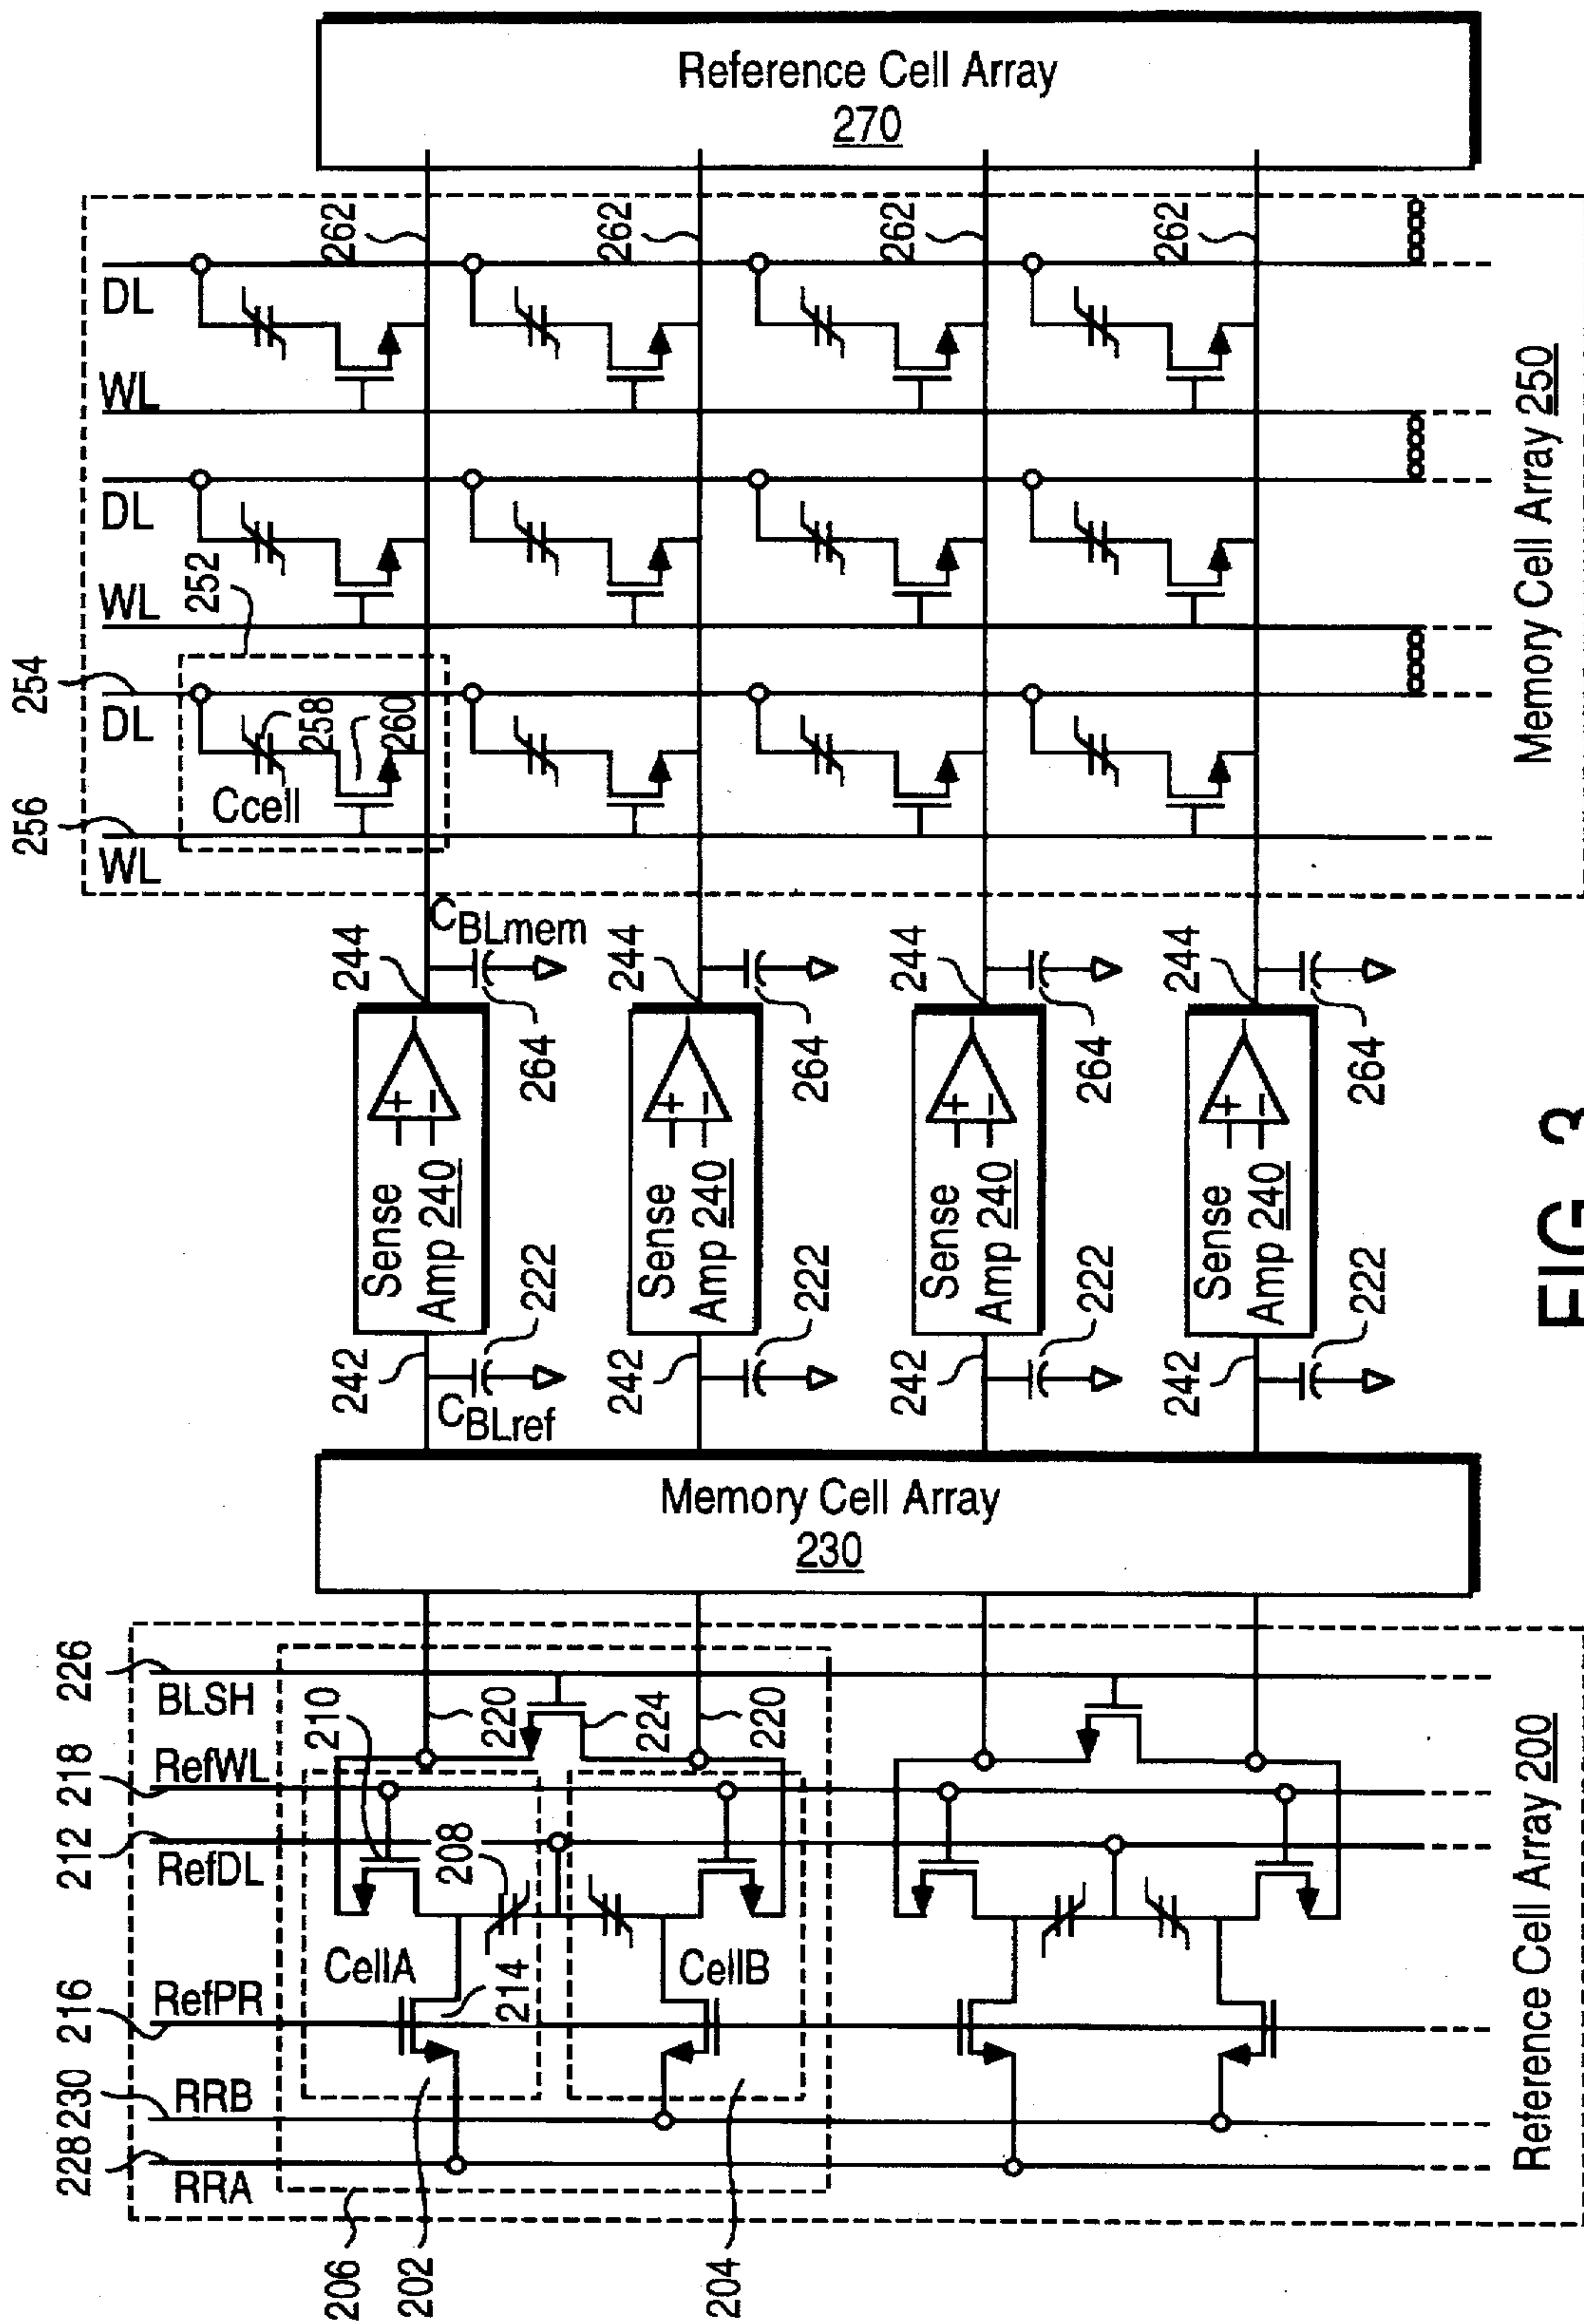 Reference Cell Array
270
262
262
262
262
DL
WL
DL
WL
252
254
DL
258
260
Ccell
256
WL
Memory Cell Array 250
CBLmem
244
244
244
244
264
264
264
264
+
−
+
−
+
−
+
−
Sense
Amp 240
Sense
Amp 240
Sense
Amp 240
Sense
Amp 240
222
222
222
222
242
242
242
242
CBLref
FIG. 3
Memory Cell Array
230
226
BLSH
210
220
224
220
218
RefWL
212
RefDL
208
CellA
CellB
216
RefPR
214
230
RRB
228
RRA
206
202
204
Reference Cell Array 200